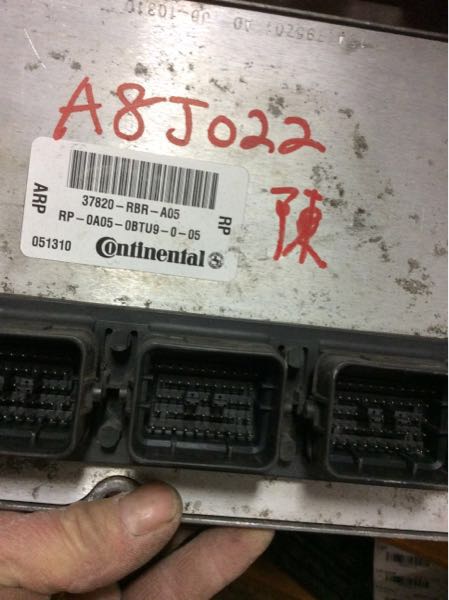 A8J022
陳
37820-RBR-A05
RP-0A05-0BTU9-0-05
051310
Continental
ARP
RP